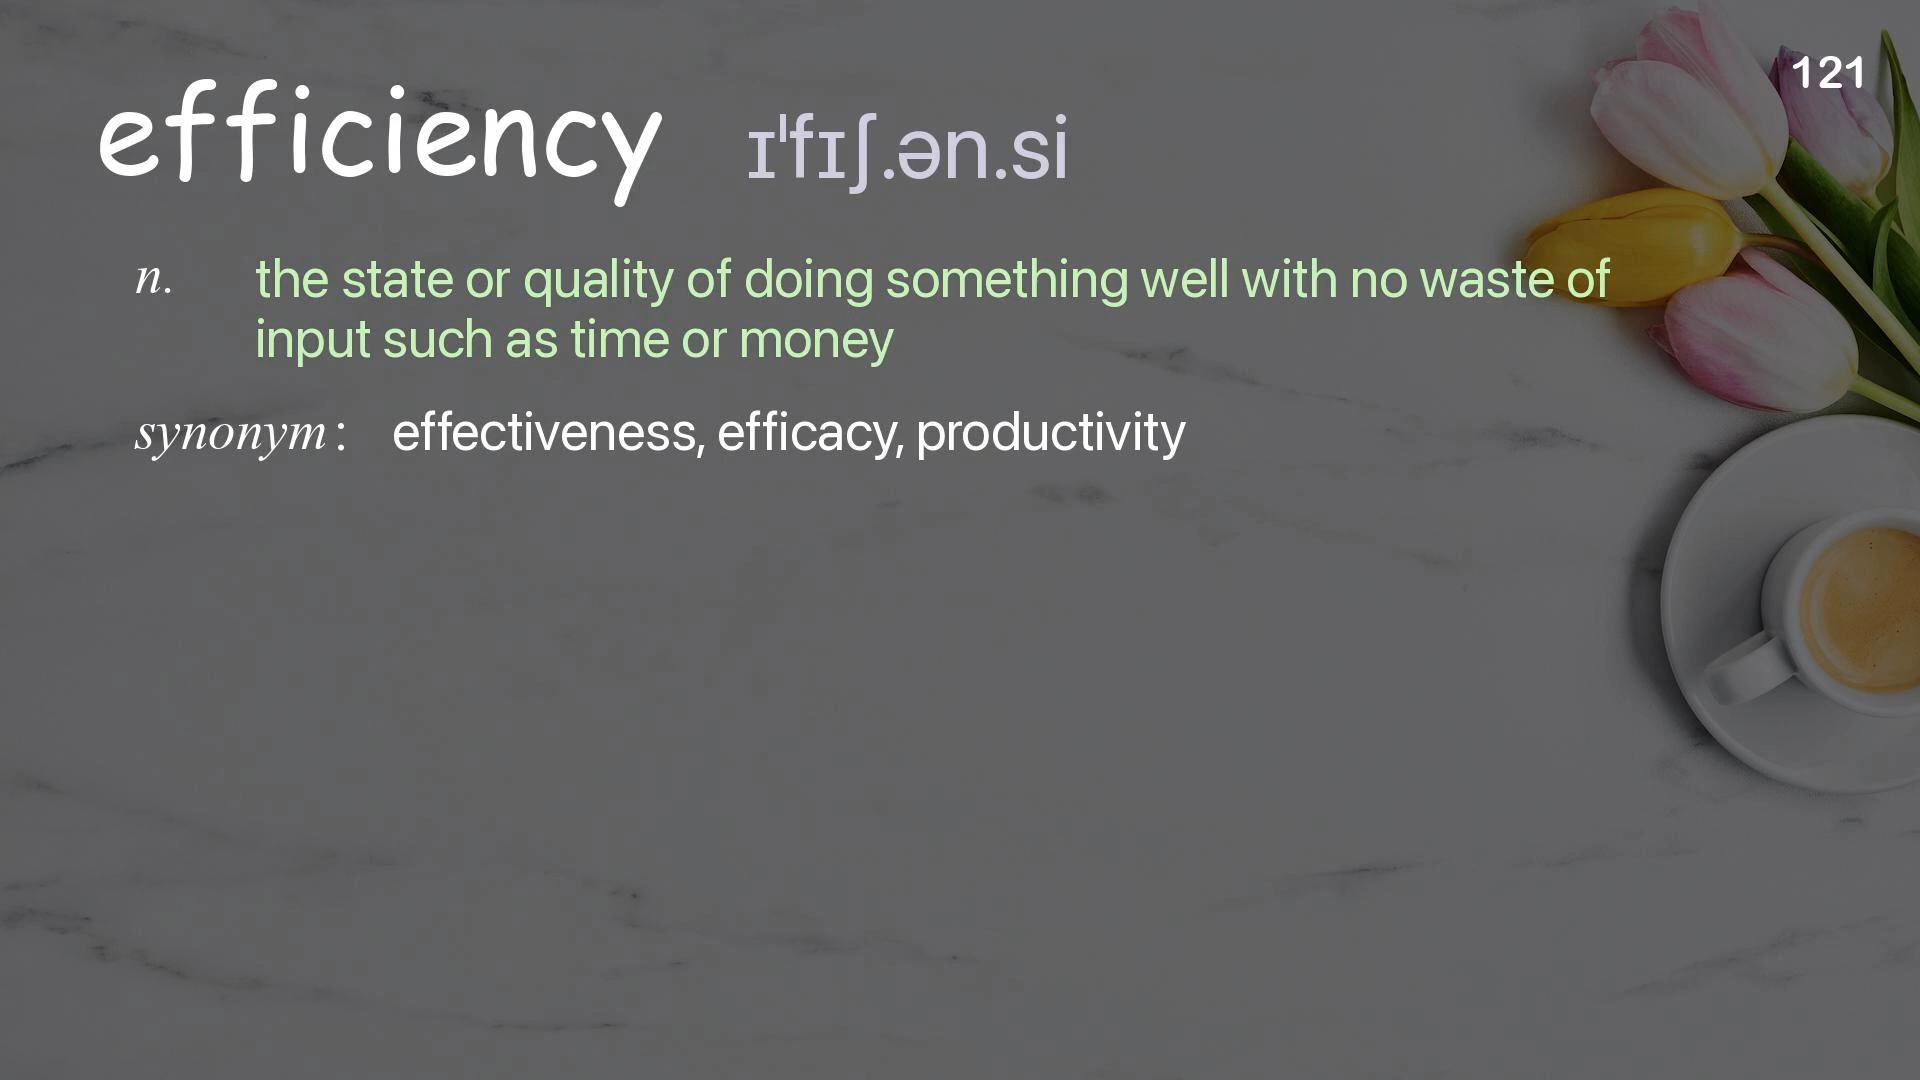 121
efficiency ɪˈfɪʃ.ən.si
n. the state or quality of doing something well with no waste of
input such as time or money
synonym: effectiveness, efficacy, productivity